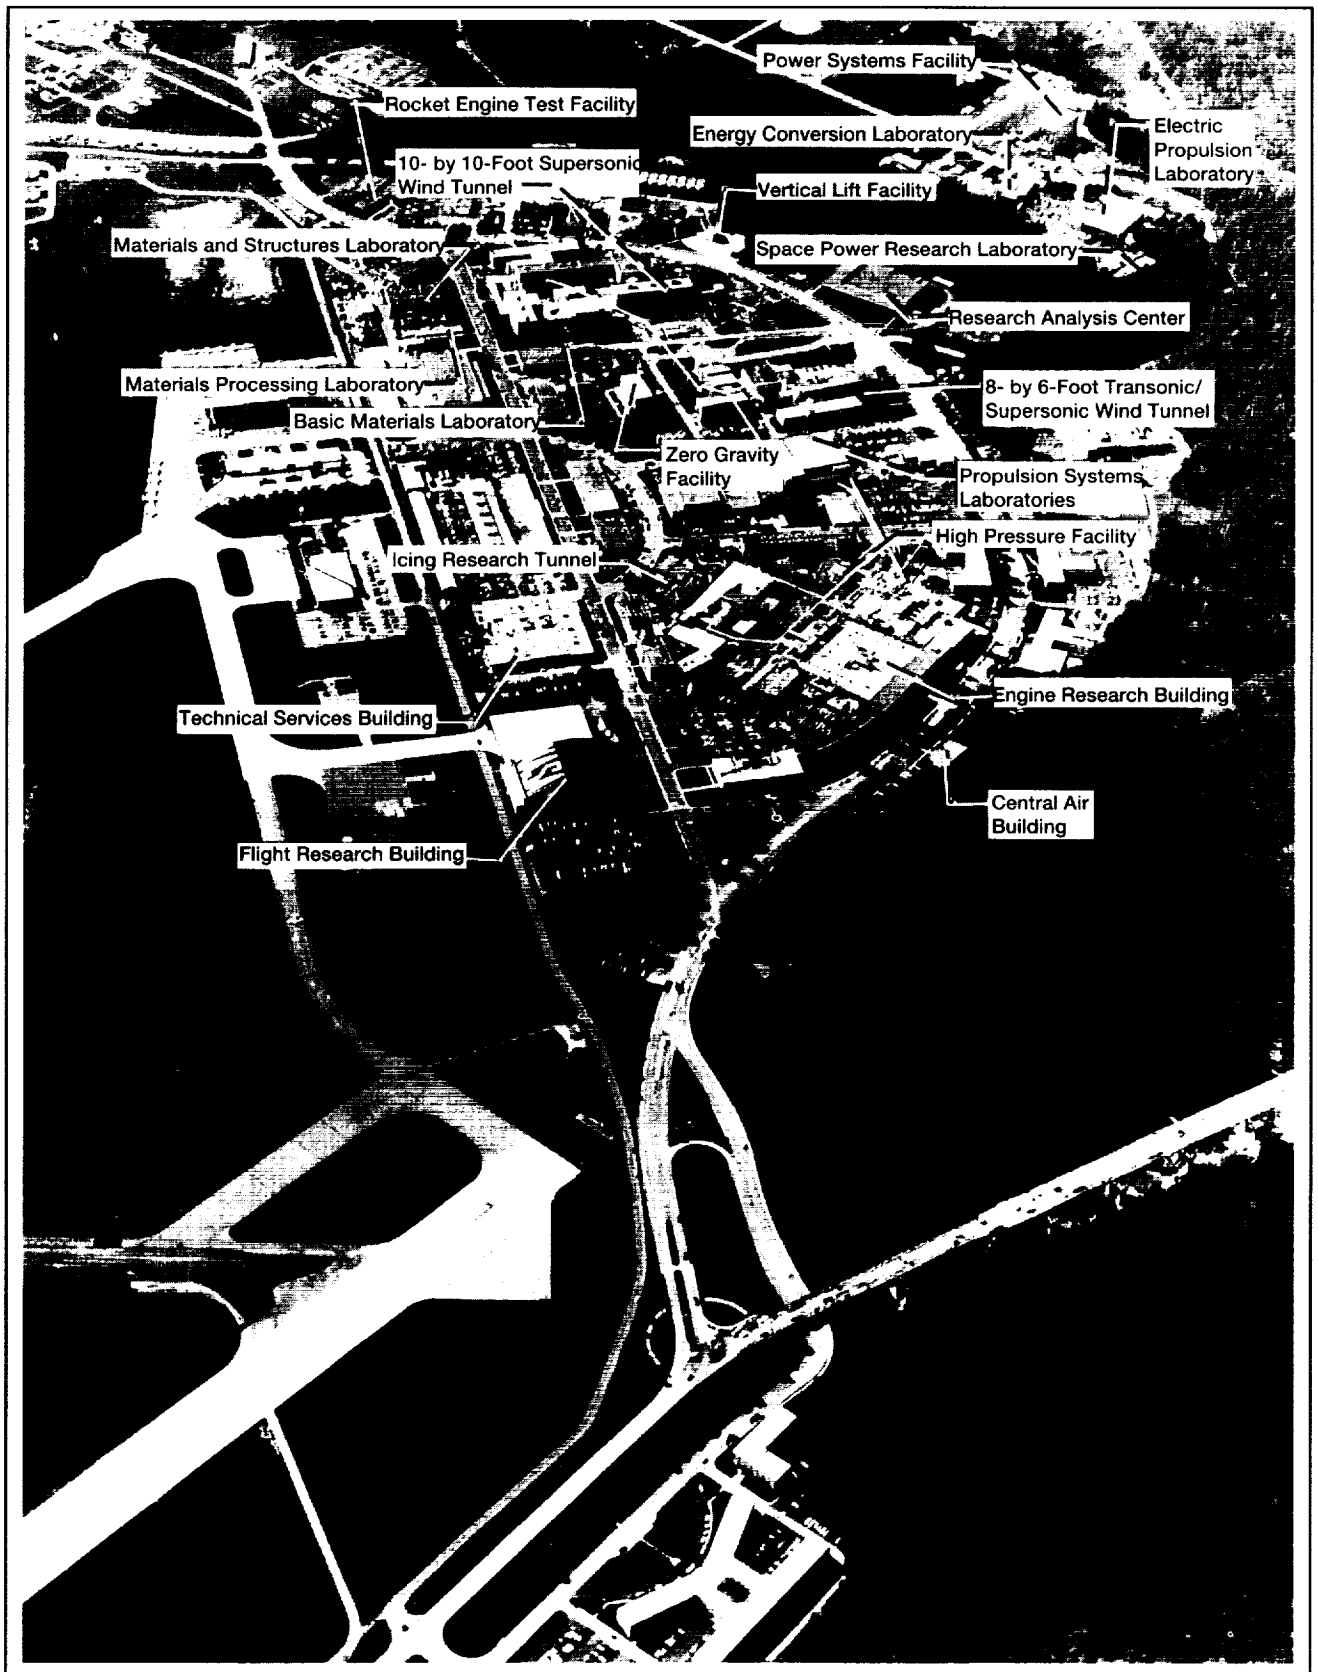 Power Systems Facility
Rocket Engine Test Facility
Energy Conversion Laboratory
Electric
Propulsion
Laboratory
10- by 10-Foot Supersonic
Wind Tunnel
Vertical Lift Facility
Materials and Structures Laboratory
Space Power Research Laboratory
Research Analysis Center
Materials Processing Laboratory
8- by 6-Foot Transonic/
Supersonic Wind Tunnel
Basic Materials Laboratory
Zero Gravity
Facility
Propulsion Systems
Laboratories
High Pressure Facility
Icing Research Tunnel
Engine Research Building
Technical Services Building
Central Air
Building
Flight Research Building